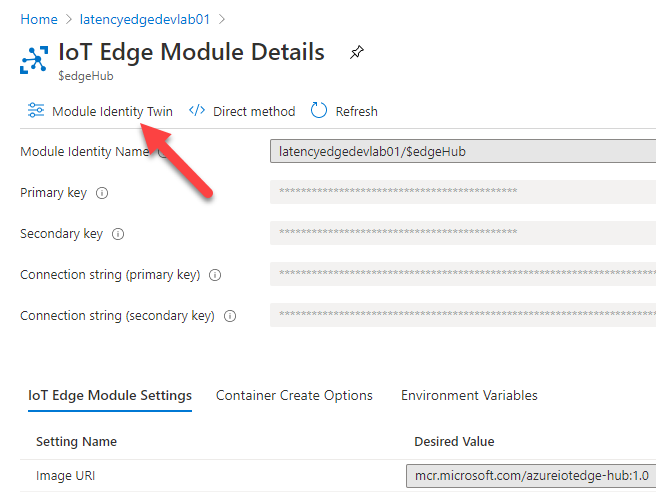 Home > latencyedgedevlab01 >
IoT Edge Module Details
$edgeHub
Module Identity Twin </> Direct method Refresh
Module Identity Name latencyedgedevlab01/$edgeHub
Primary key *******************************************
Secondary key *******************************************
Connection string (primary key) ********************************************************************
Connection string (secondary key) ********************************************************************
IoT Edge Module Settings Container Create Options Environment Variables
Setting Name Desired Value
Image URI mcr.microsoft.com/azureiotedge-hub:1.0